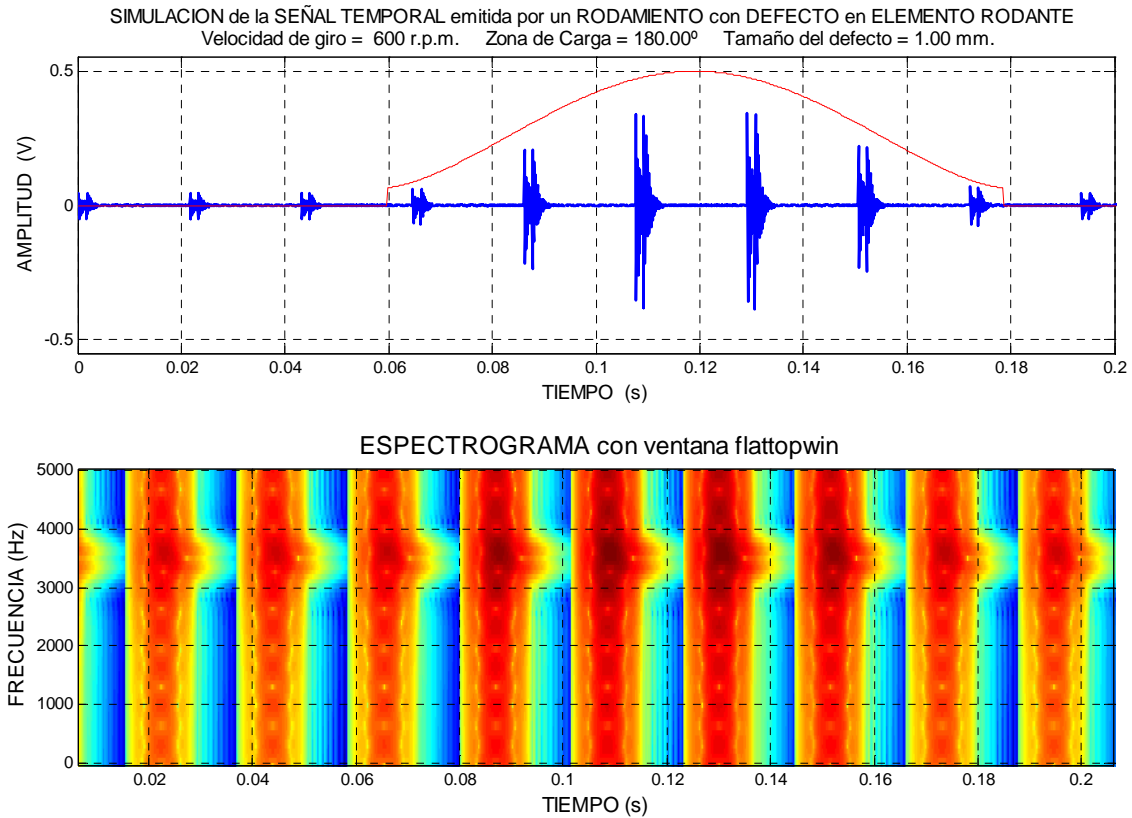 SIMULACION de la SEÑAL TEMPORAL emitida por un RODAMIENTO con DEFECTO en ELEMENTO RODANTE
Velocidad de giro = 600 r.p.m. Zona de Carga = 180.00º Tamaño del defecto = 1.00 mm.
AMPLITUD (V)
0.5
0
-0.5
0 0.02 0.04 0.06 0.08 0.1 0.12 0.14 0.16 0.18 0.2
TIEMPO (s)
ESPECTROGRAMA con ventana flattopwin
FRECUENCIA (Hz)
5000
4000
3000
2000
1000
0
0.02 0.04 0.06 0.08 0.1 0.12 0.14 0.16 0.18 0.2
TIEMPO (s)